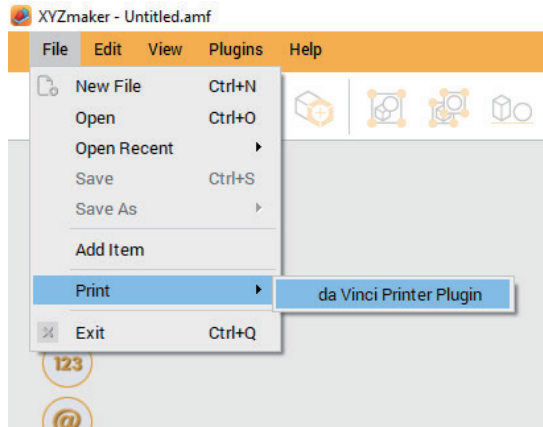 XYZmaker - Untitled.amf
File Edit View Plugins Help
New File Ctrl+N
Open Ctrl+O
Open Recent
Save Ctrl+S
Save As
Add Item
Print da Vinci Printer Plugin
Exit Ctrl+Q
123
@